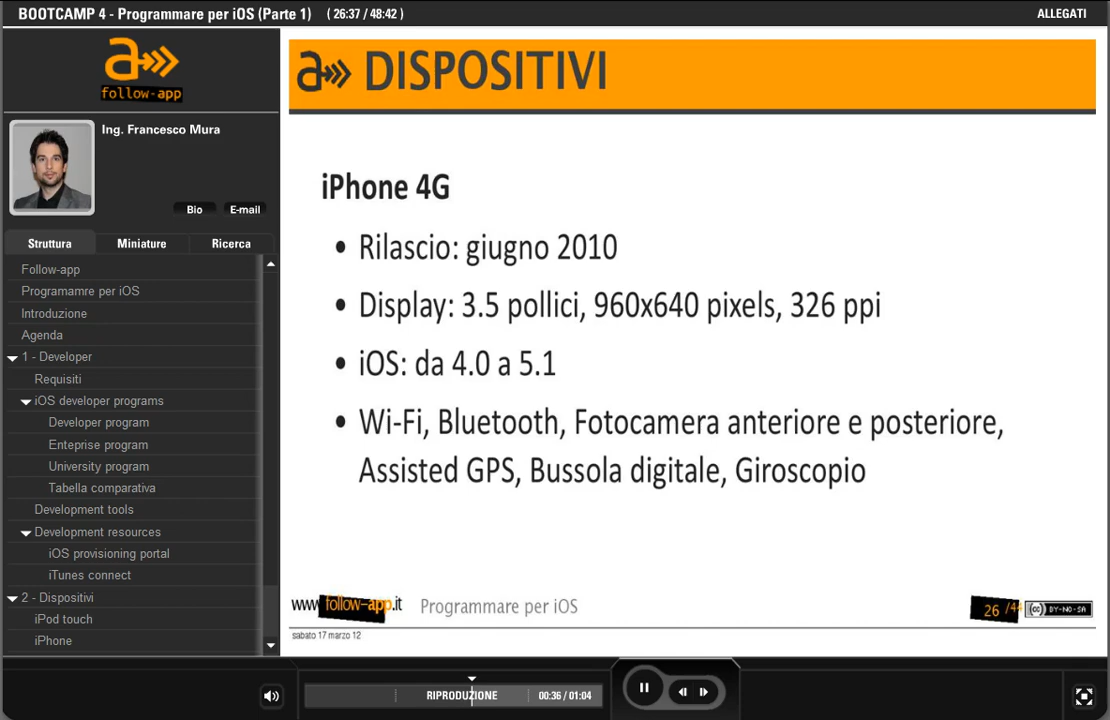 BOOTCAMP 4 - Programmare per iOS (Parte 1) ( 26:37 / 48:42 )
ALLEGATI
a
follow-app
Ing. Francesco Mura
Bio
E-mail
Struttura
Miniature
Ricerca
Follow-app
Programamre per iOS
Introduzione
Agenda
1 - Developer
Requisiti
iOS developer programs
Developer program
Enteprise program
University program
Tabella comparativa
Development tools
Development resources
iOS provisioning portal
iTunes connect
2 - Dispositivi
iPod touch
iPhone
a DISPOSITIVI
iPhone 4G
• Rilascio: giugno 2010
• Display: 3.5 pollici, 960x640 pixels, 326 ppi
• iOS: da 4.0 a 5.1
• Wi-Fi, Bluetooth, Fotocamera anteriore e posteriore,
Assisted GPS, Bussola digitale, Giroscopio
www.follow-app.it
Programmare per iOS
26
cc BY-NO-SA
sabato 17 marzo 12
RIPRODUZIONE
00:36 / 01:04